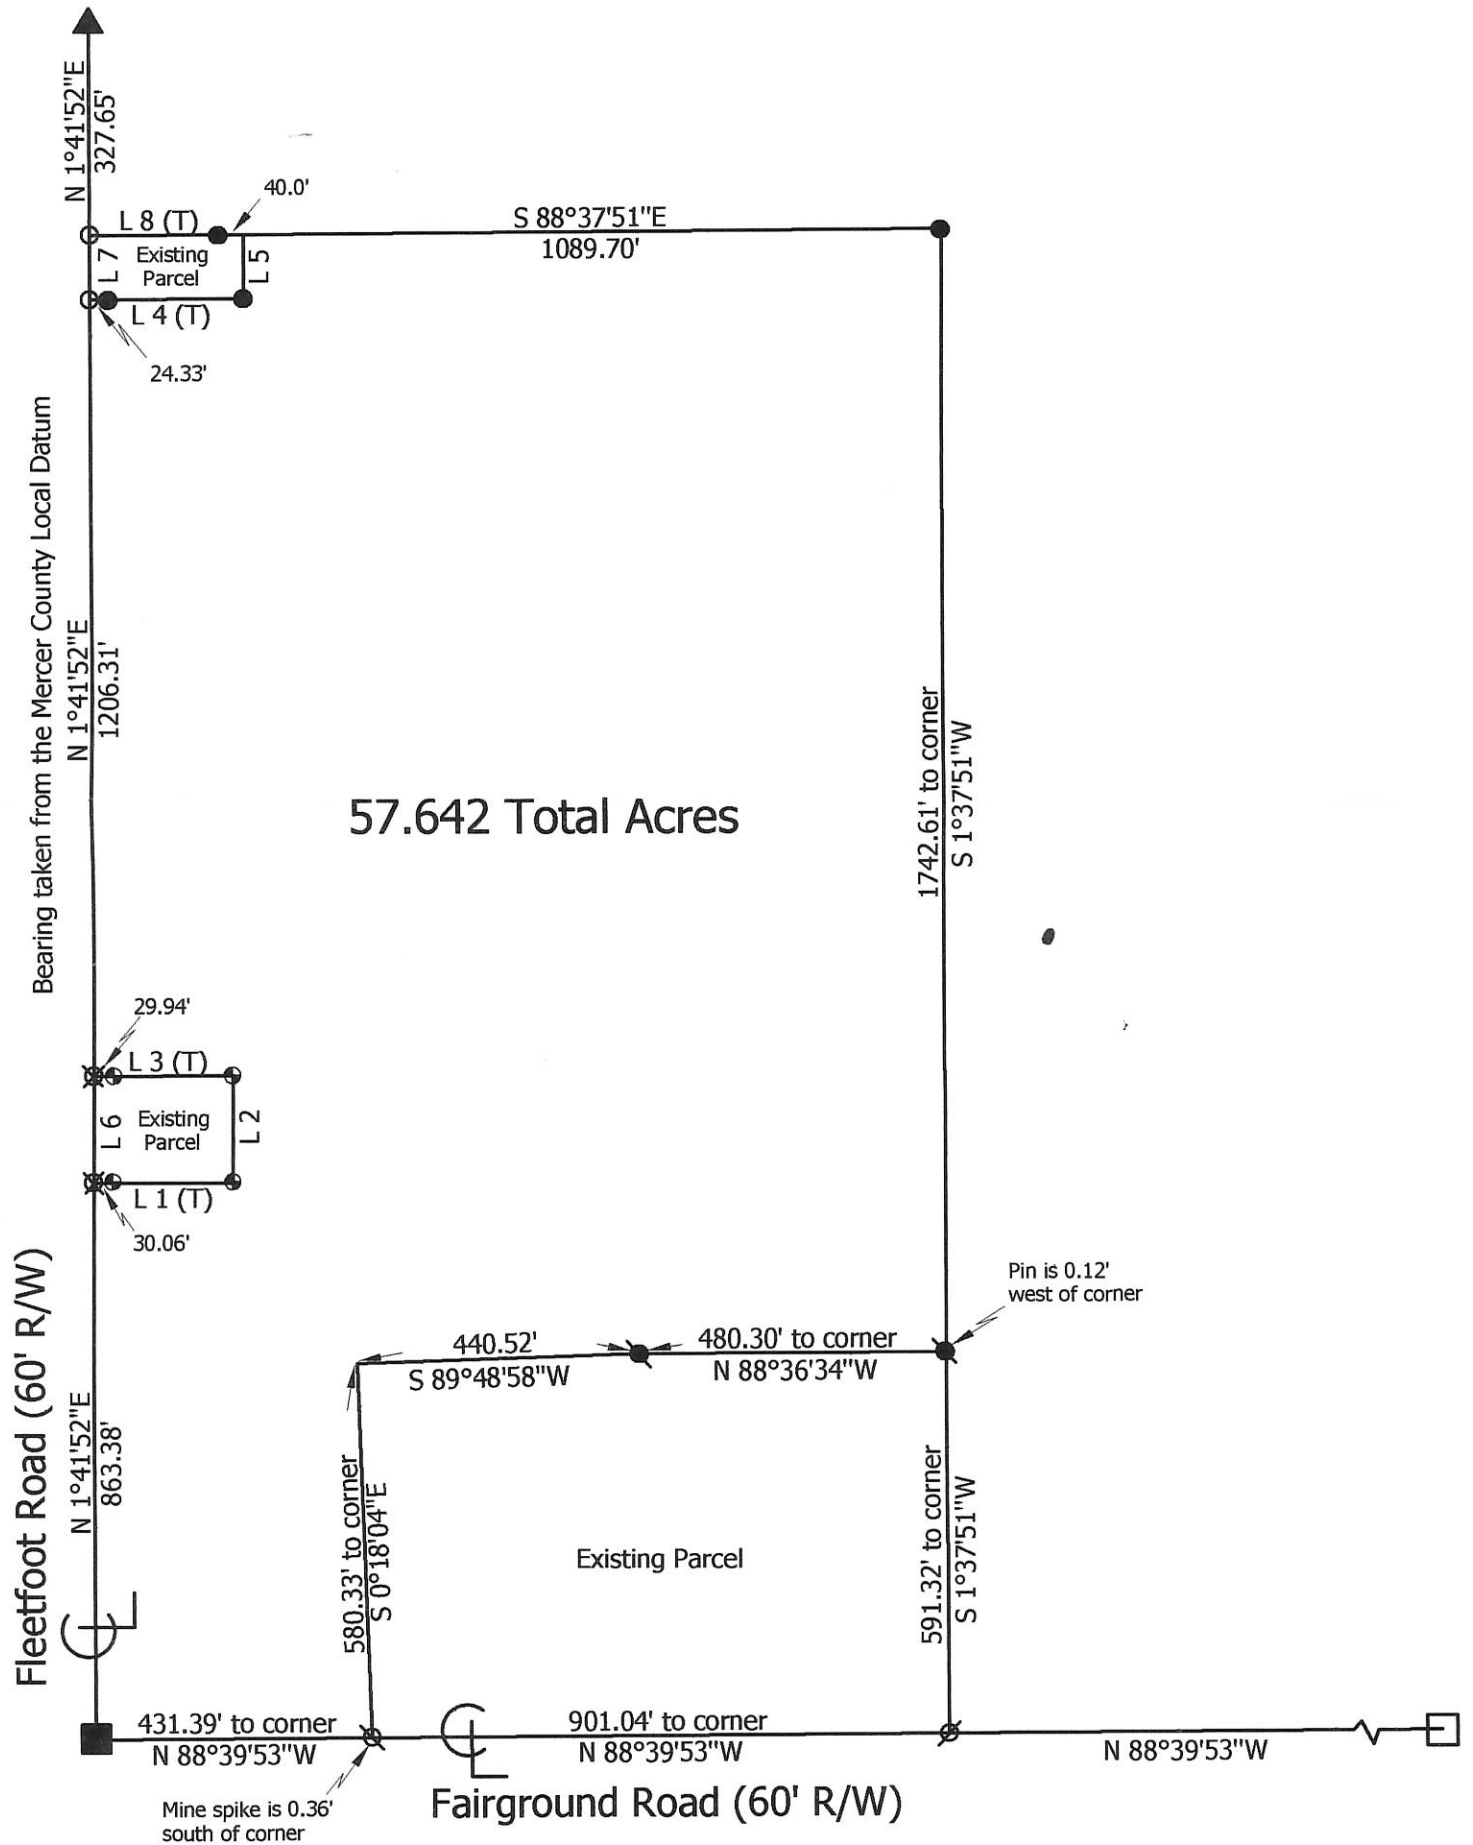 N 1°41'52"E
327.65'
40.0'
L 8 (T)
S 88°37'51"E
1089.70'
L 7
Existing
Parcel
L 5
L 4 (T)
24.33'
Bearing taken from the Mercer County Local Datum
N 1°41'52"E
1206.31'
57.642 Total Acres
1742.61' to corner
S 1°37'51"W
29.94'
L 3 (T)
L 6
Existing
Parcel
L 2
L 1 (T)
30.06'
Pin is 0.12'
west of corner
440.52'
S 89°48'58"W
480.30' to corner
N 88°36'34"W
Fleetfoot Road (60' R/W)
N 1°41'52"E
863.38'
580.33' to corner
S 0°18'04"E
Existing Parcel
591.32' to corner
S 1°37'51"W
431.39' to corner
N 88°39'53"W
901.04' to corner
N 88°39'53"W
N 88°39'53"W
Mine spike is 0.36'
south of corner
Fairground Road (60' R/W)